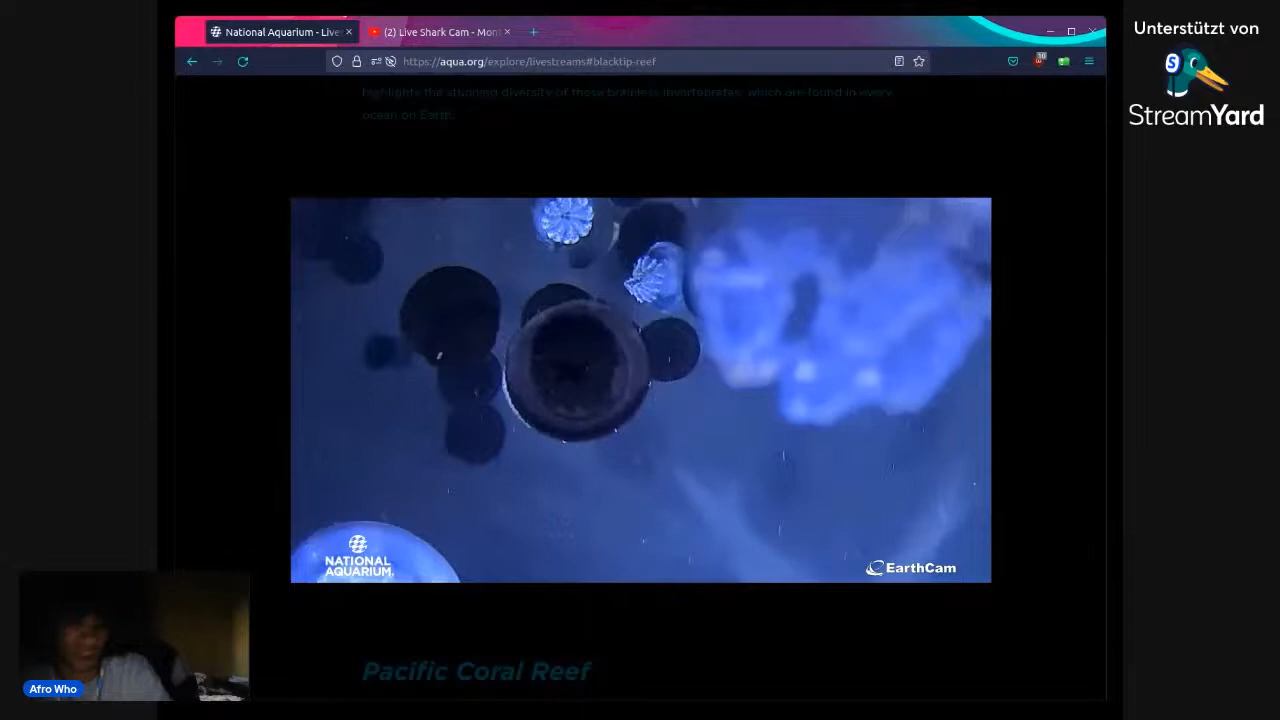 National Aquarium - Live
(2) Live Shark Cam - Mont
Unterstützt von
S
StreamYard
https://aqua.org/explore/livestreams#blacktip-reef
10
highlights the stunning diversity of these brainless invertebrates, which are found in every
ocean on Earth.
NATIONAL
AQUARIUM
EarthCam
Pacific Coral Reef
Afro Who